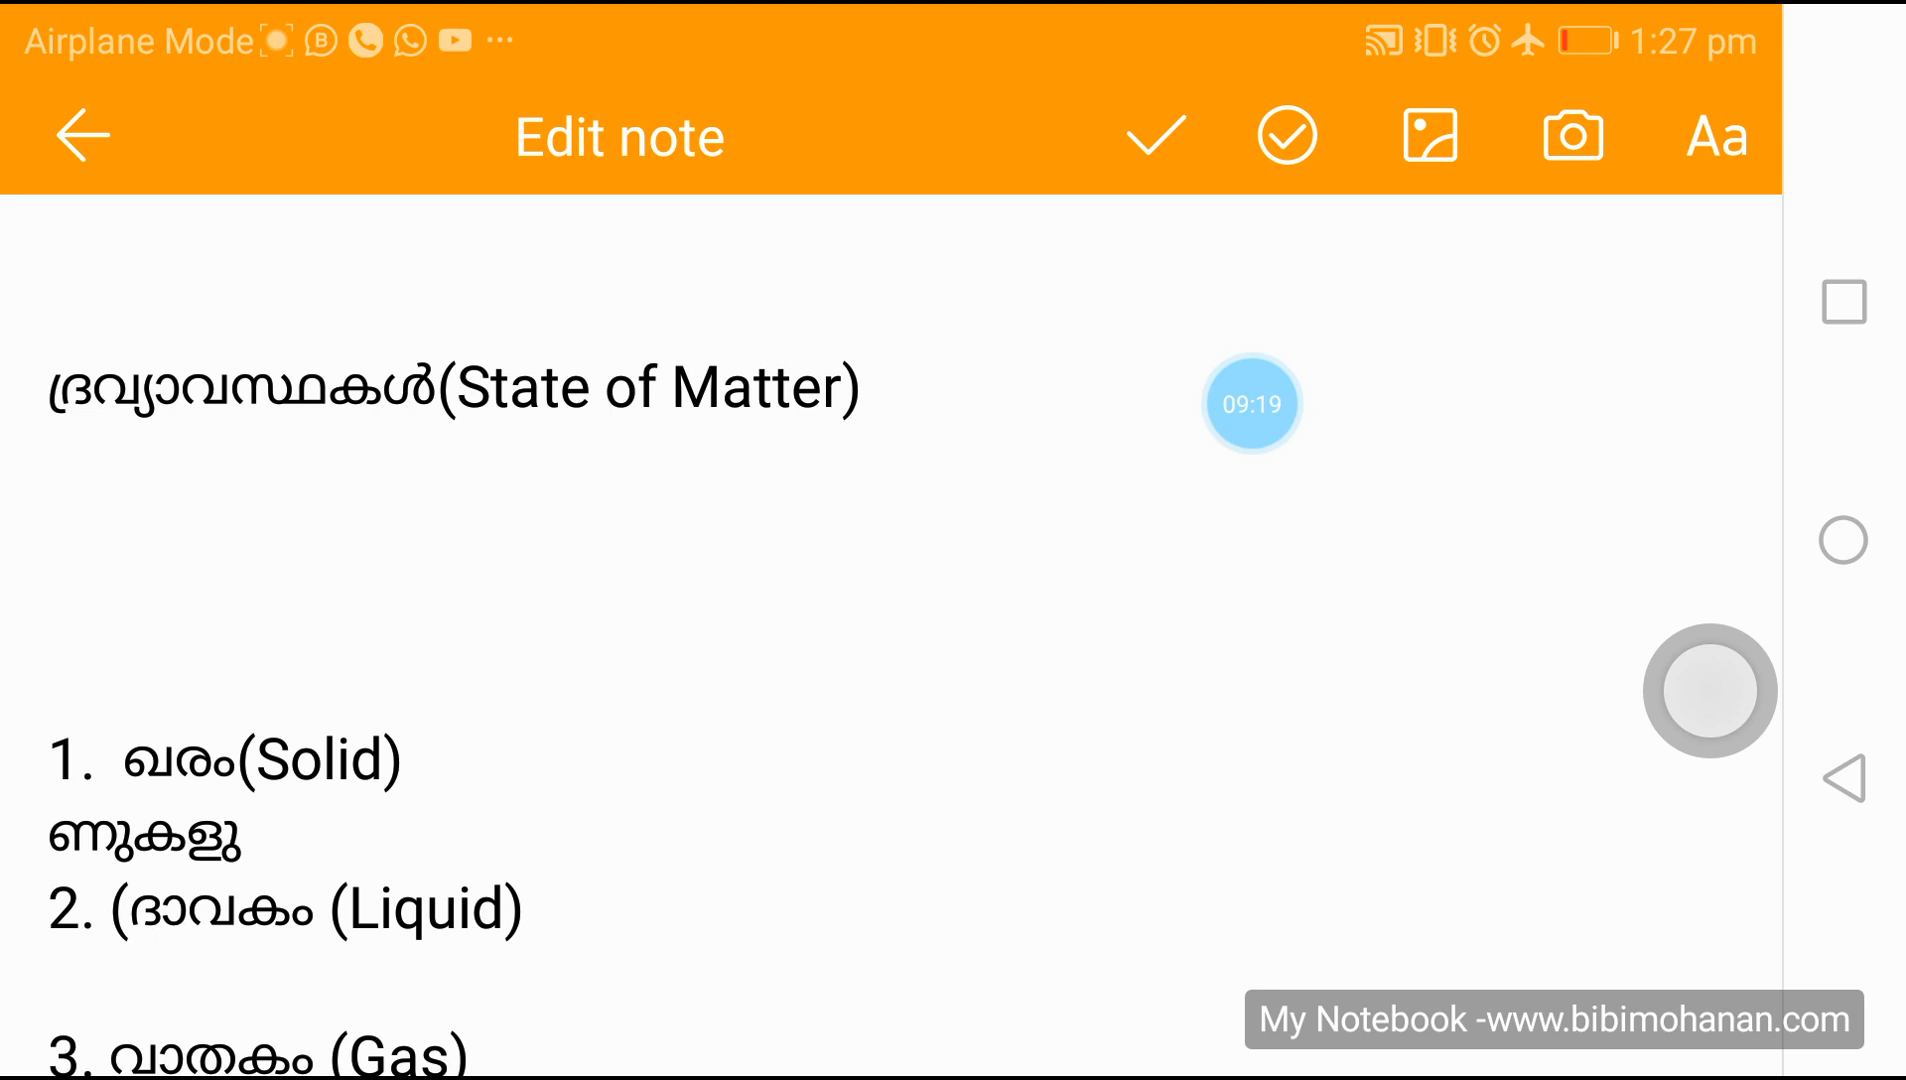 Airplane Mode B ... 1:27 pm
Edit note Aa
ദ്രവ്യാവസ്ഥകൾ(State of Matter)
09:19
1. ഖരം(Solid)
ണുകളു
2. (ദാവകം (Liquid)
3. വാതകം (Gas)
My Notebook -www.bibimohanan.com